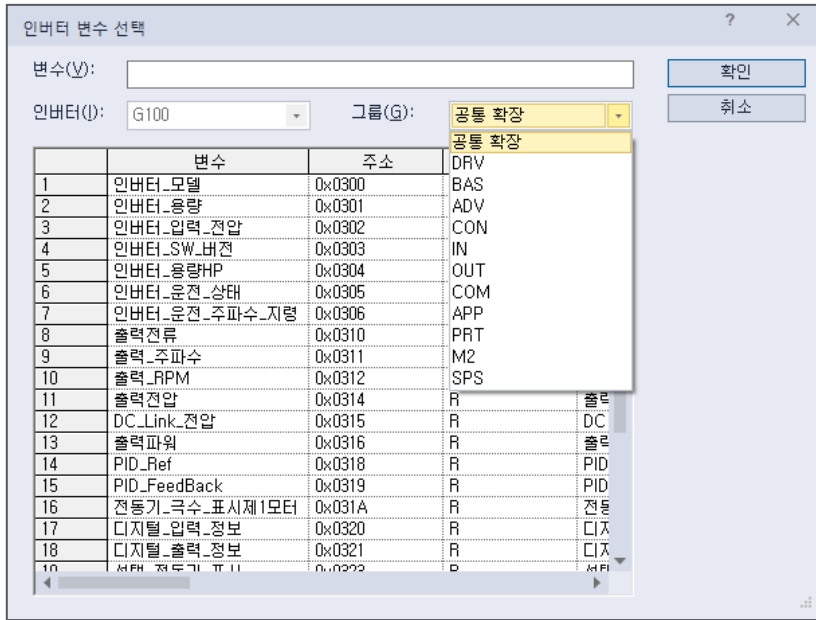 인버터 변수 선택
변수(V):
확인
인버터(I): G100 그룹(G): 공통 확장
취소
변수 주소
공통 확장
DRV
BAS
ADV
CON
IN
OUT
COM
APP
PRT
M2
SPS
1 인버터_모델 0x0300
2 인버터_용량 0x0301
3 인버터_입력_전압 0x0302
4 인버터_SW_버전 0x0303
5 인버터_용량HP 0x0304
6 인버터_운전_상태 0x0305
7 인버터_운전_주파수_지령 0x0306
8 출력전류 0x0310
9 출력_주파수 0x0311
10 출력_RPM 0x0312
11 출력전압 0x0314 R 출력
12 DC_Link_전압 0x0315 R DC
13 출력파워 0x0316 R 출력
14 PID_Ref 0x0318 R PID
15 PID_FeedBack 0x0319 R PID
16 전동기_극수_표시제1모터 0x031A R 전동
17 디지털_입력_정보 0x0320 R 디지
18 디지털_출력_정보 0x0321 R 디지